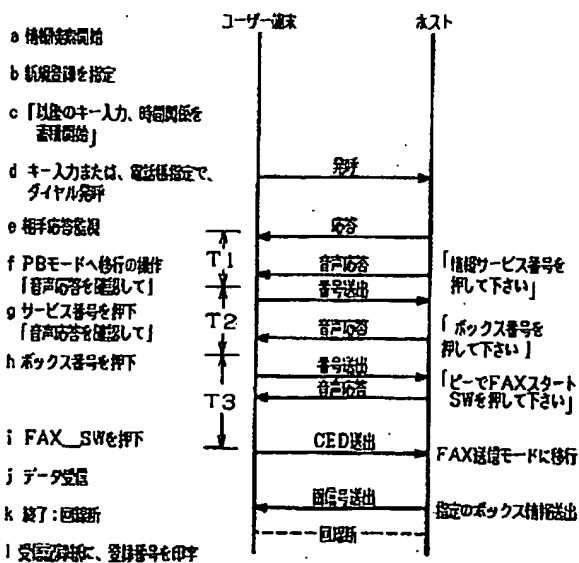 ユーザー端末
ホスト
a 情報検索開始
b 新規登録を指定
c 「以降のキー入力、時間関係を
蓄積開始」
d キー入力または、電話帳指定で、
ダイヤル発呼
発呼
e 相手応答監視
応答
T1
f PBモードへ移行の操作
「音声応答を確認して」
音声応答
「情報サービス番号を
押して下さい」
番号送出
g サービス番号を押下
「音声応答を確認して」
T2
音声応答
「ボックス番号を
押して下さい」
h ボックス番号を押下
番号送出
音声応答
「ピーでFAXスタート
SWを押して下さい」
T3
i FAX__SWを押下
CED送出
FAX送信モードに移行
j データ受信
画信号送出
指定のボックス情報送出
k 終了:回線断
回線断
l 受信記録紙に、登録番号を印字